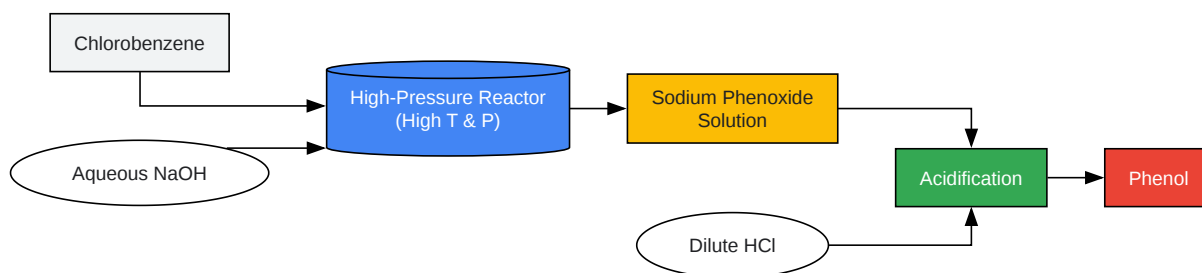 Chlorobenzene
Aqueous NaOH
High-Pressure Reactor
(High T & P)
Sodium Phenoxide
Solution
Dilute HCl
Acidification
Phenol